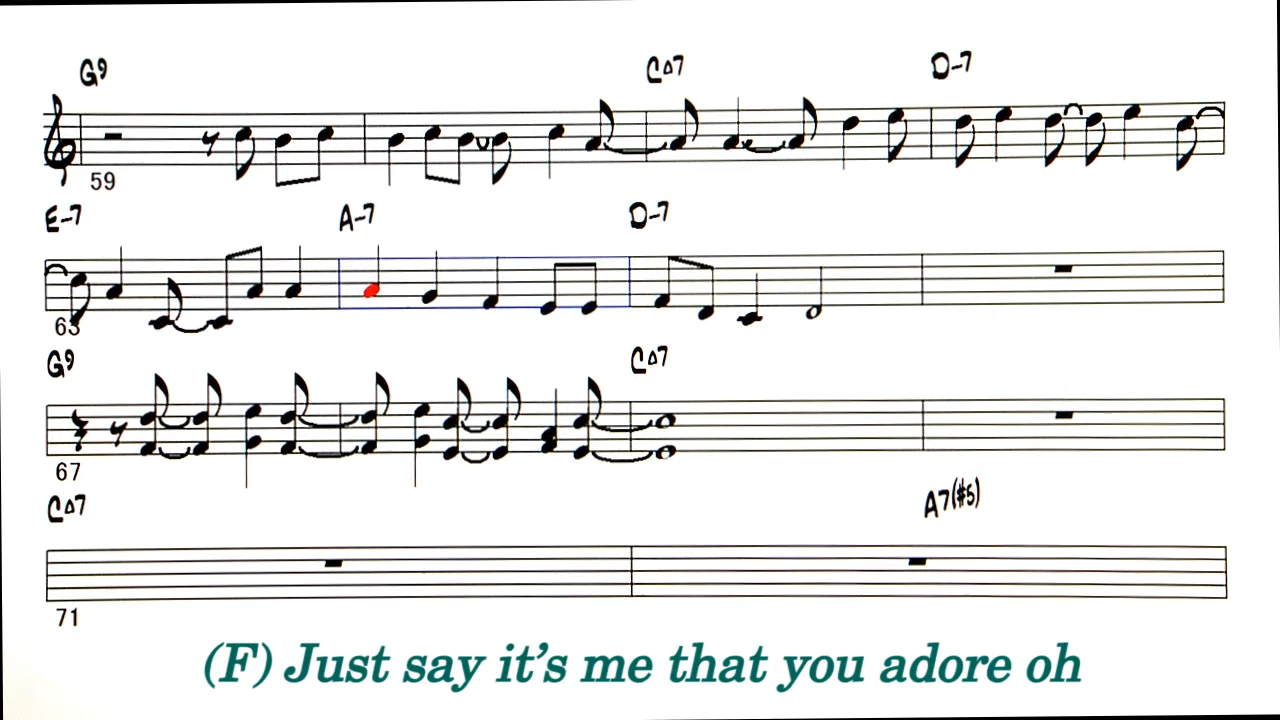 G9 C△7 D-7
59
E-7 A-7 D-7
63
G9 C△7
67
C△7 A7(#5)
71
(F) Just say it's me that you adore oh